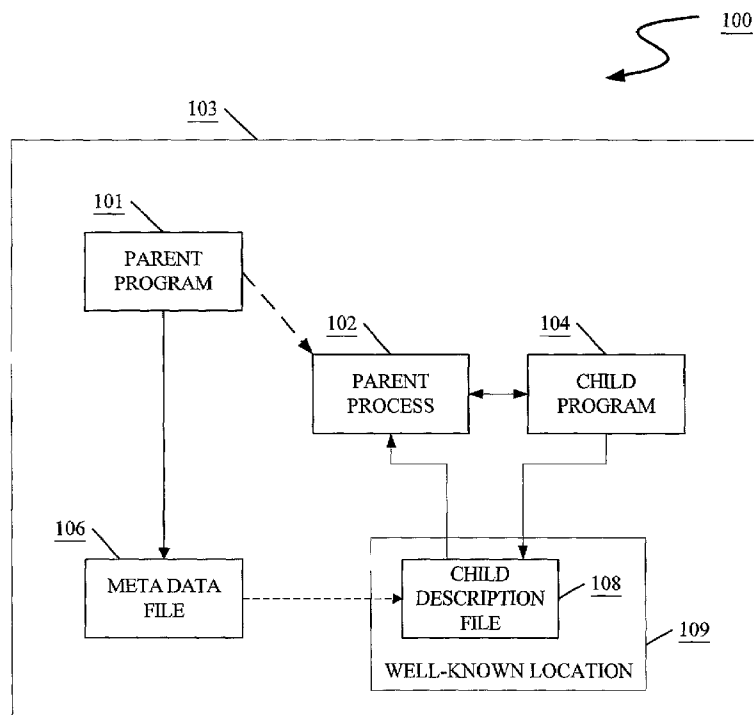 100
103
101
PARENT
PROGRAM
102
104
PARENT
PROCESS
CHILD
PROGRAM
106
META DATA
FILE
CHILD
DESCRIPTION
FILE
108
109
WELL-KNOWN LOCATION